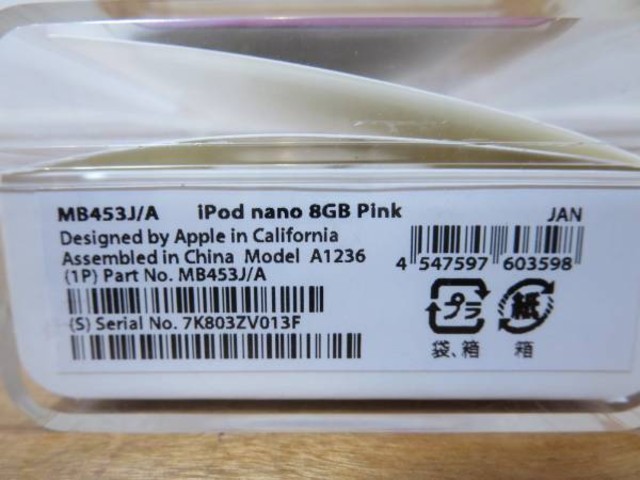 MB453J/A iPod nano 8GB Pink JAN
Designed by Apple in California
Assembled in China Model A1236
(1P) Part No. MB453J/A
4 547597 603598
(S) Serial No. 7K803ZV013F
プラ 紙
袋、箱 箱